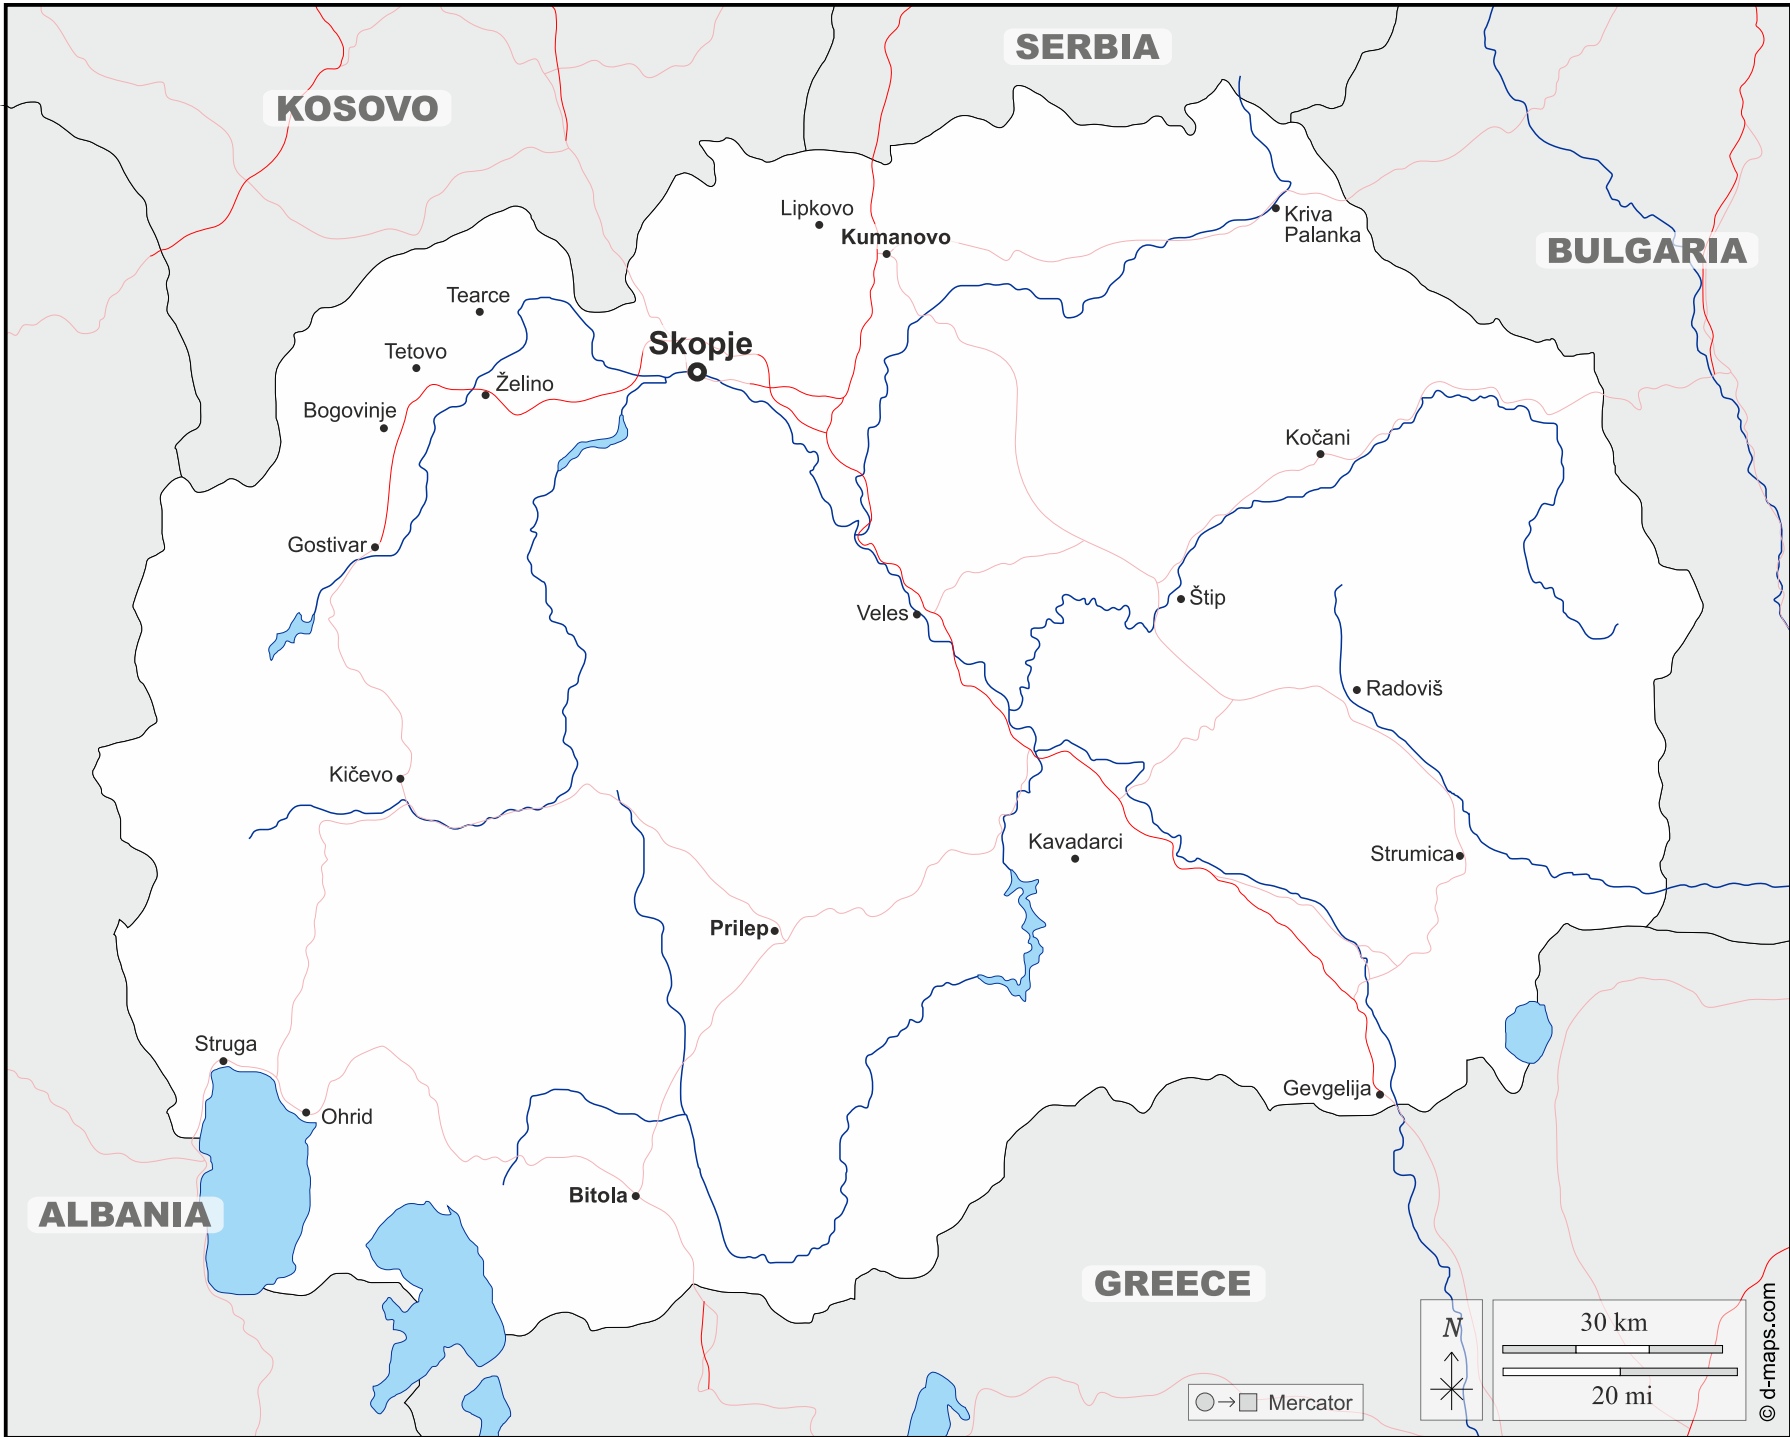 SERBIA
KOSOVO
Lipkovo
Kumanovo
Kriva
Palanka
BULGARIA
Tearce
Skopje
Tetovo
Želino
Bogovinje
Kočani
Gostivar
Veles
Štip
Radoviš
Kičevo
Kavadarci
Strumica
Prilep
Struga
Ohrid
Gevgelija
Bitola
ALBANIA
GREECE
N
30 km
20 mi
Mercator
© d-maps.com